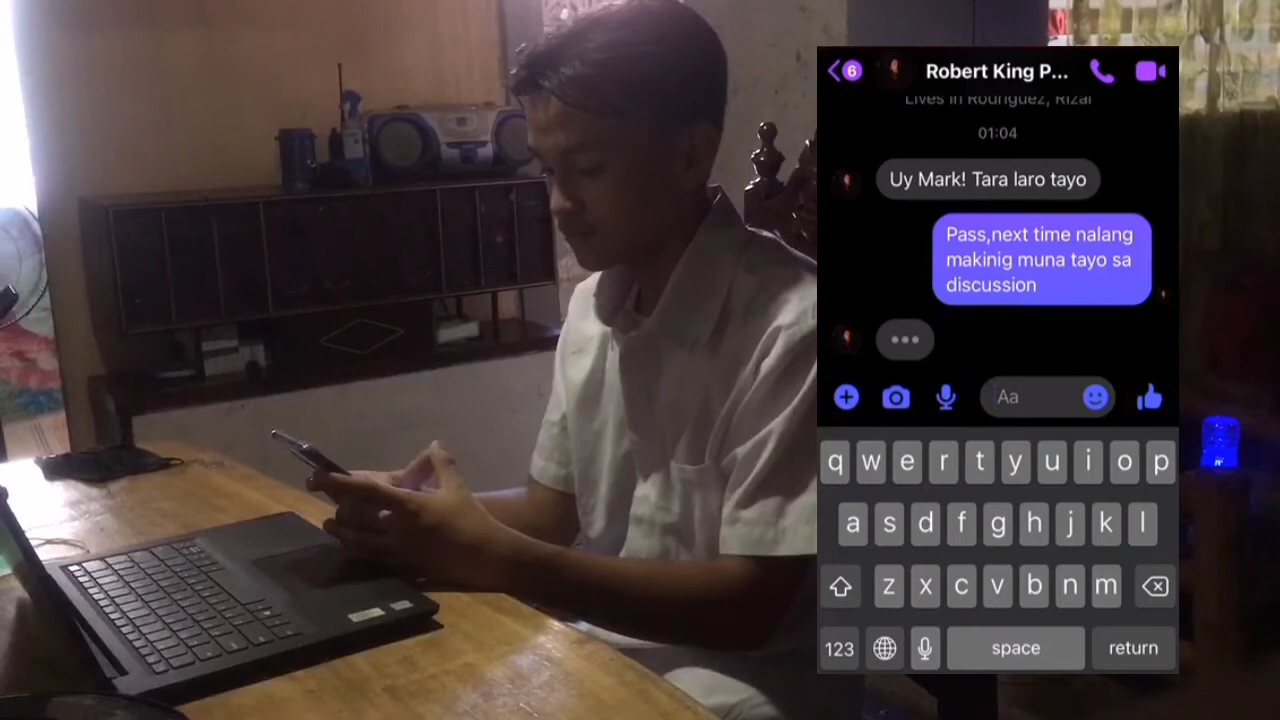 6
Robert King P...
Lives in Rodriguez, Rizal
01:04
Uy Mark! Tara laro tayo
Pass,next time nalang
makinig muna tayo sa
discussion
Aa
q w e r t y u i o p
a s d f g h j k l
z x c v b n m
123 space return